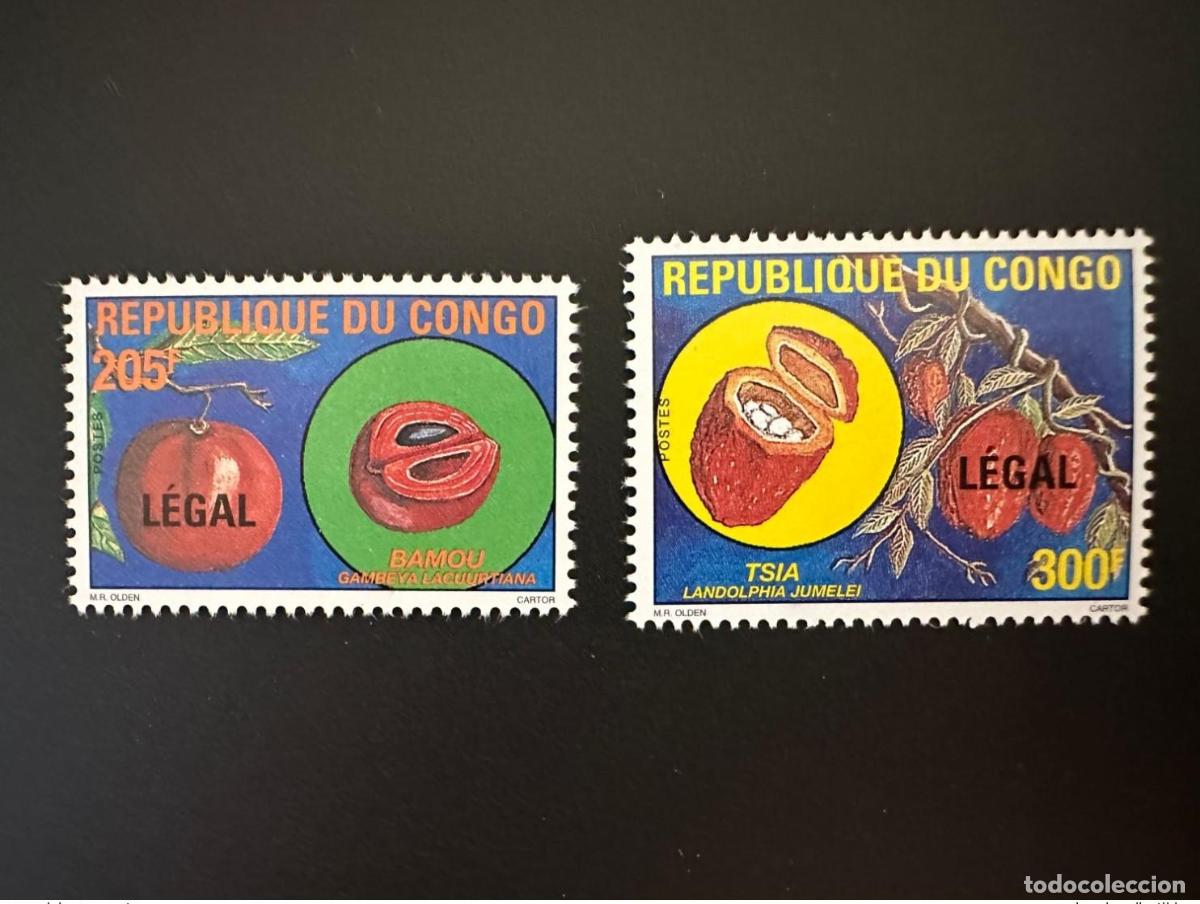 REPUBLIQUE DU CONGO
205F
POSTES
LÉGAL
BAMOU
GAMBEYA LACUURTIANA
M.R. OLDEN
CARTOR
REPUBLIQUE DU CONGO
POSTES
LÉGAL
TSIA
LANDOLPHIA JUMELEI
300F
M.R. OLDEN
CARTOR
todocoleccion